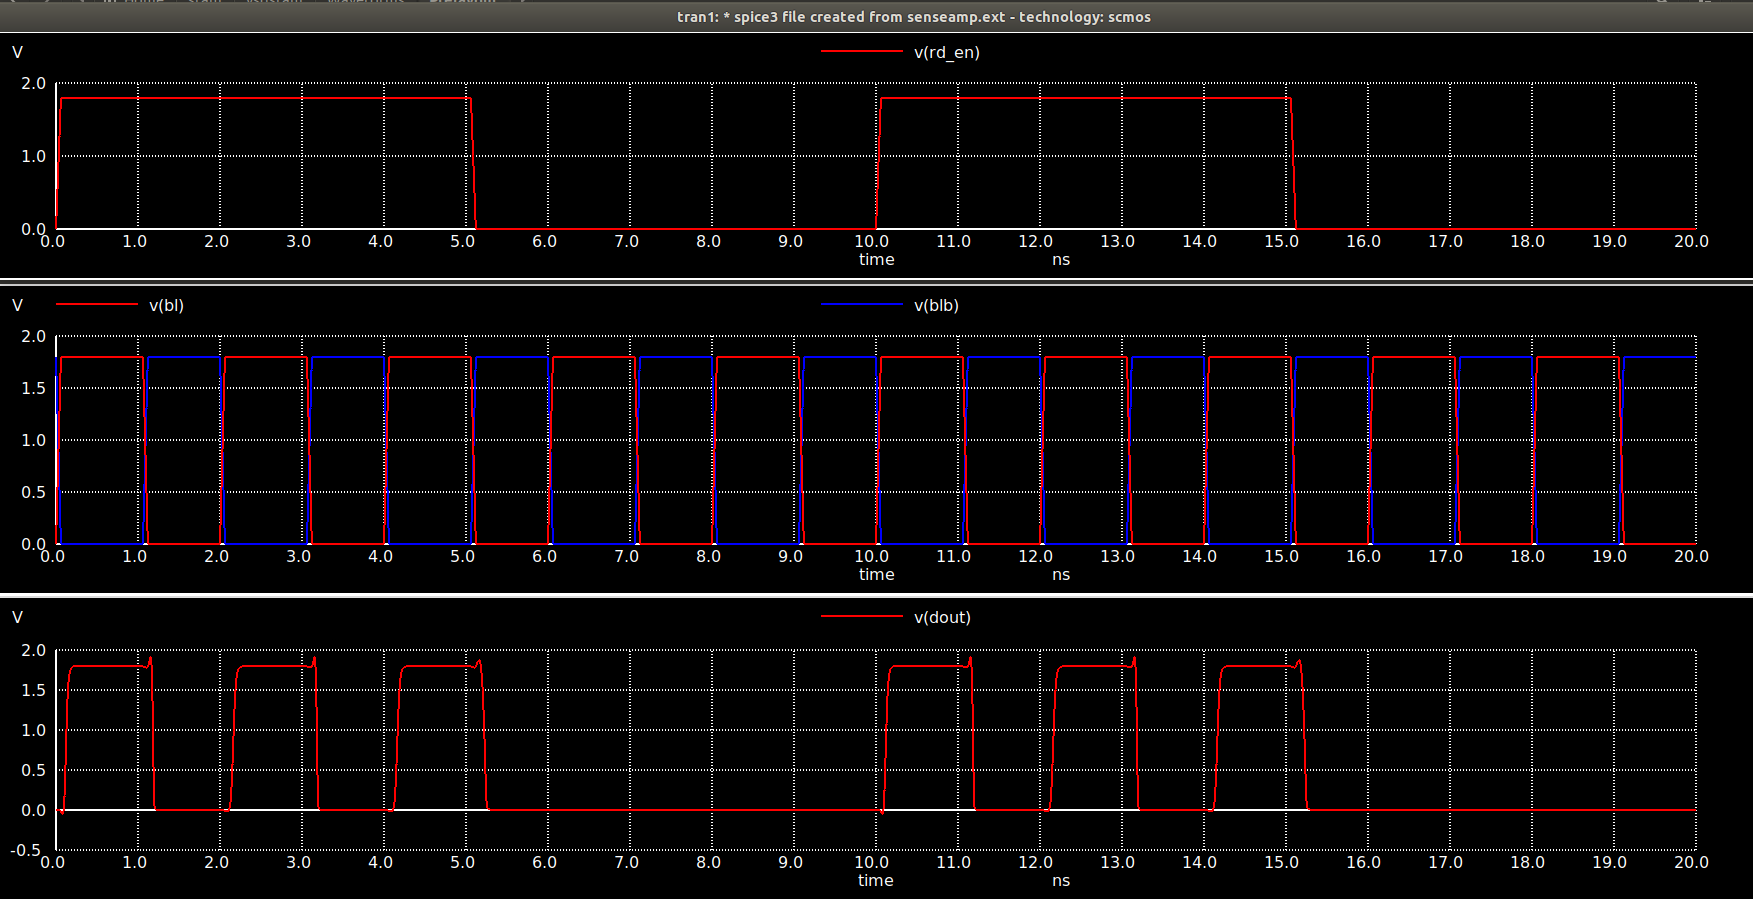 tran1: * spice3 file created from senseamp.ext - technology: scmos
V v(rd_en)
2.0
1.0
0.0
0.0 1.0 2.0 3.0 4.0 5.0 6.0 7.0 8.0 9.0 10.0 11.0 12.0 13.0 14.0 15.0 16.0 17.0 18.0 19.0 20.0
time ns
V v(bl) v(blb)
2.0
1.5
1.0
0.5
0.0
0.0 1.0 2.0 3.0 4.0 5.0 6.0 7.0 8.0 9.0 10.0 11.0 12.0 13.0 14.0 15.0 16.0 17.0 18.0 19.0 20.0
time ns
V v(dout)
2.0
1.5
1.0
0.5
0.0
-0.5
0.0 1.0 2.0 3.0 4.0 5.0 6.0 7.0 8.0 9.0 10.0 11.0 12.0 13.0 14.0 15.0 16.0 17.0 18.0 19.0 20.0
time ns